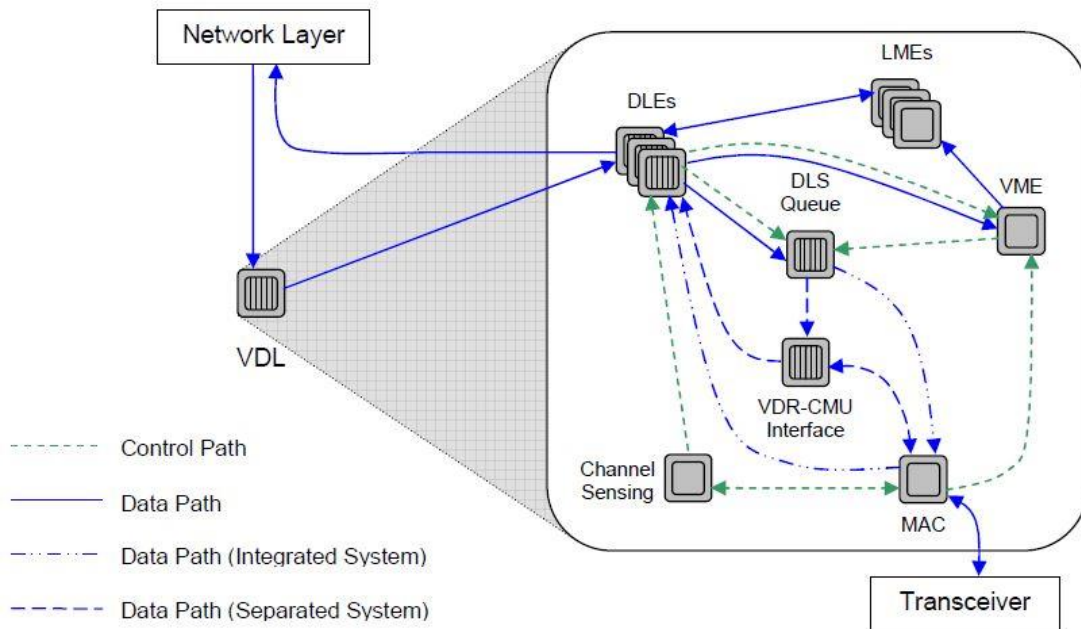 Network Layer
LMEs
DLEs
DLS
Queue
VME
VDL
VDR-CMU
Interface
Channel
Sensing
MAC
Transceiver
Control Path
Data Path
Data Path (Integrated System)
Data Path (Separated System)